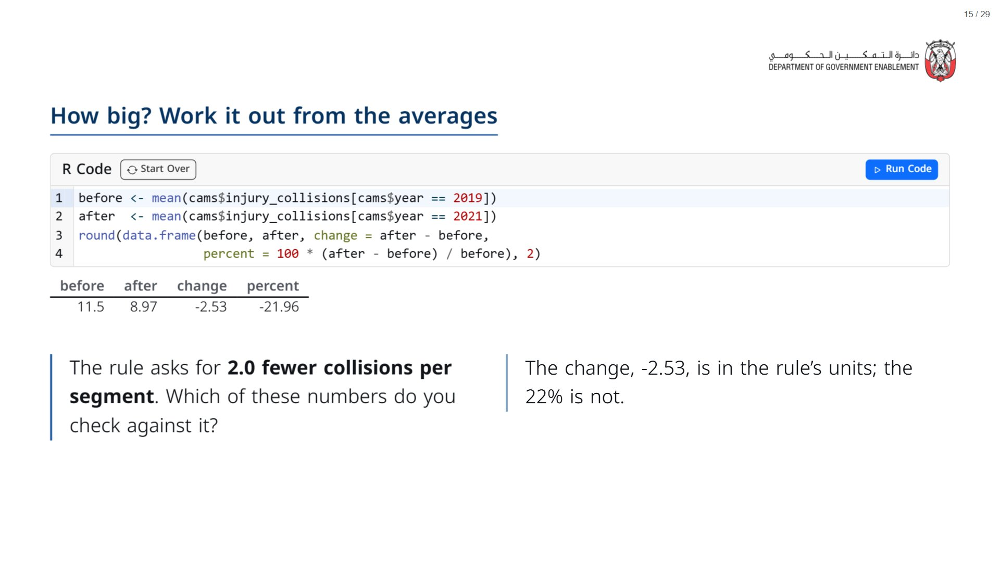 15 / 29
دائرة التمكين الحكومي
DEPARTMENT OF GOVERNMENT ENABLEMENT
How big? Work it out from the averages
R Code Start Over Run Code
1 before <- mean(cams$injury_collisions[cams$year == 2019])
2 after  <- mean(cams$injury_collisions[cams$year == 2021])
3 round(data.frame(before, after, change = after - before,
4                percent = 100 * (after - before) / before), 2)
before after change percent
11.5 8.97 -2.53 -21.96
The rule asks for 2.0 fewer collisions per
segment. Which of these numbers do you
check against it?
The change, -2.53, is in the rule’s units; the
22% is not.